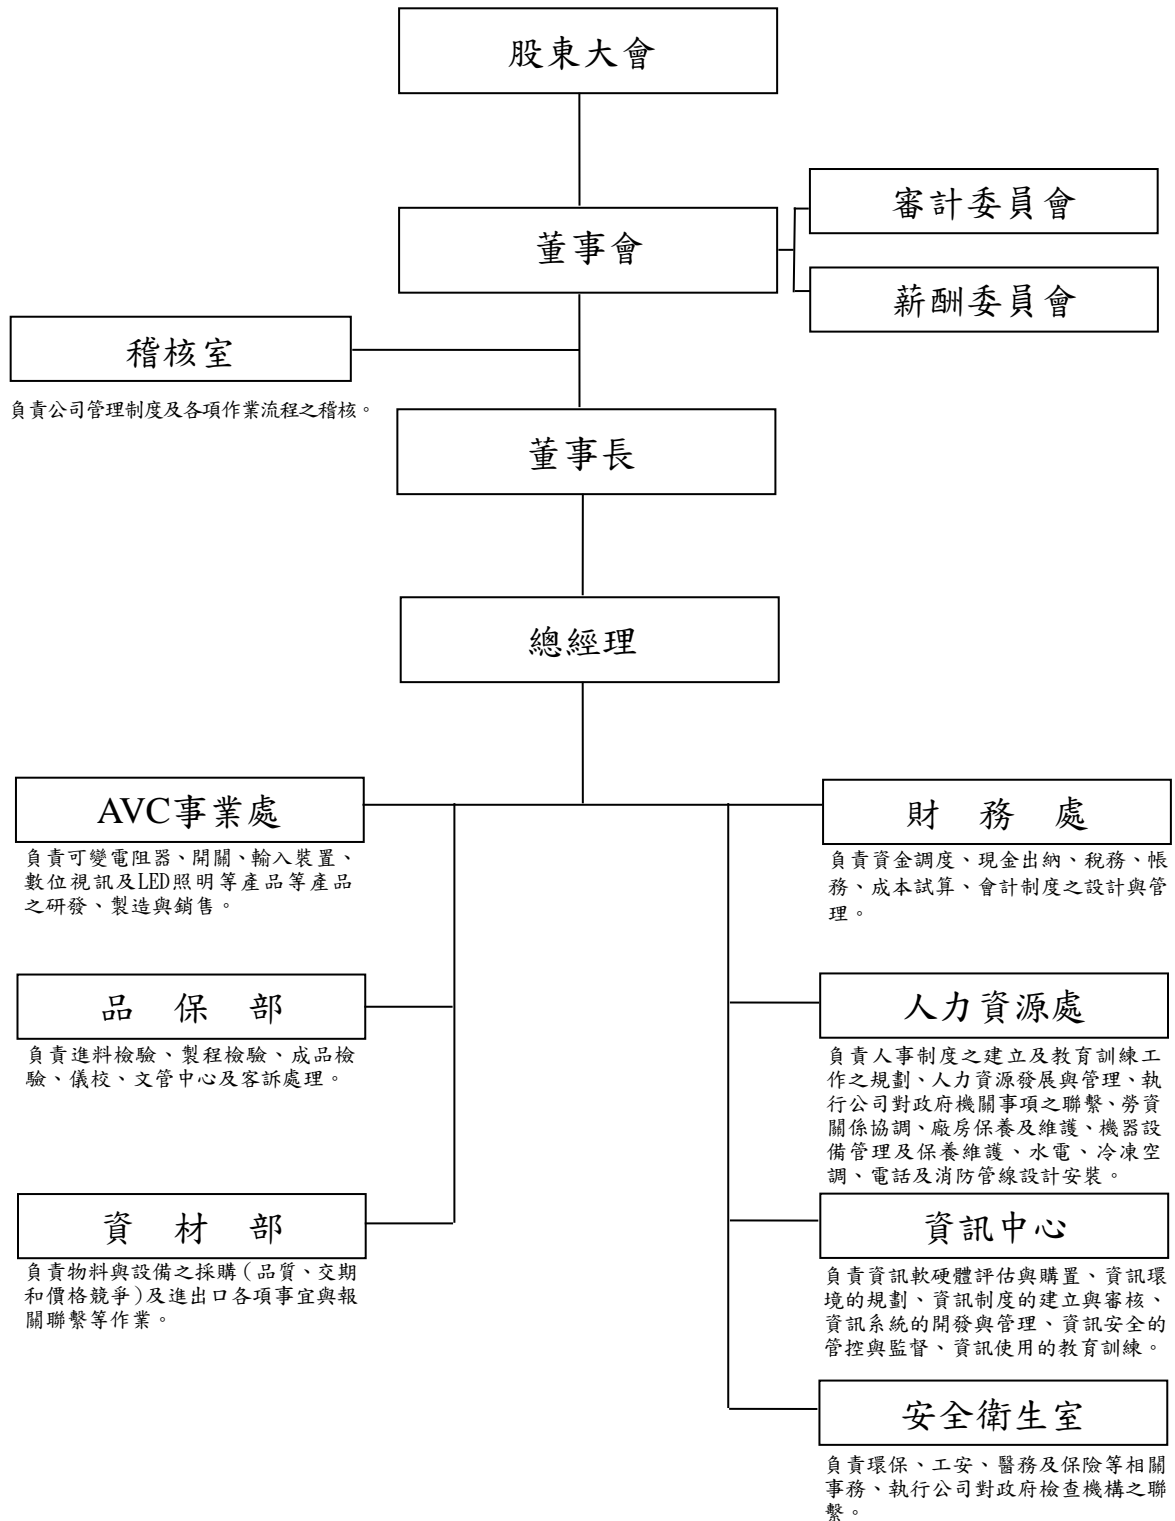 股東大會
審計委員會
董事會
薪酬委員會
稽核室
負責公司管理制度及各項作業流程之稽核。
董事長
總經理
AVC事業處
負責可變電阻器、開關、輸入裝置、
數位視訊及LED照明等產品等產品
之研發、製造與銷售。
財 務 處
負責資金調度、現金出納、稅務、帳
務、成本試算、會計制度之設計與管
理。
品 保 部
負責進料檢驗、製程檢驗、成品檢
驗、儀校、文管中心及客訴處理。
人力資源處
負責人事制度之建立及教育訓練工
作之規劃、人力資源發展與管理、執
行公司對政府機關事項之聯繫、勞資
關係協調、廠房保養及維護、機器設
備管理及保養維護、水電、冷凍空
調、電話及消防管線設計安裝。
資 材 部
負責物料與設備之採購(品質、交期
和價格競爭)及進出口各項事宜與報
關聯繫等作業。
資訊中心
負責資訊軟硬體評估與購置、資訊環
境的規劃、資訊制度的建立與審核、
資訊系統的開發與管理、資訊安全的
管控與監督、資訊使用的教育訓練。
安全衛生室
負責環保、工安、醫務及保險等相關
事務、執行公司對政府檢查機構之聯
繫。